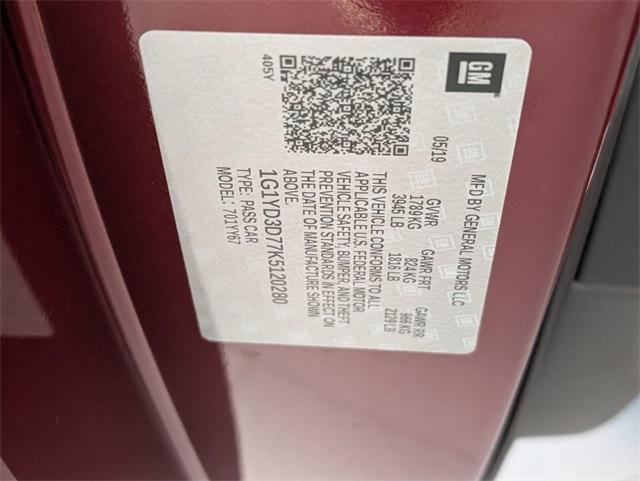 GM
MFD BY GENERAL MOTORS LLC
05/19 GVWR GAWR FRT GAWR RR
1789 KG 824 KG 966 KG
3945 LB 1816 LB 2129 LB
THIS VEHICLE CONFORMS TO ALL
APPLICABLE U.S. FEDERAL MOTOR
VEHICLE SAFETY, BUMPER, AND THEFT
PREVENTION STANDARDS IN EFFECT ON
THE DATE OF MANUFACTURE SHOWN
ABOVE.
405Y
1G1YD3D77K5120280
TYPE: PASS CAR
MODEL: 701YY67